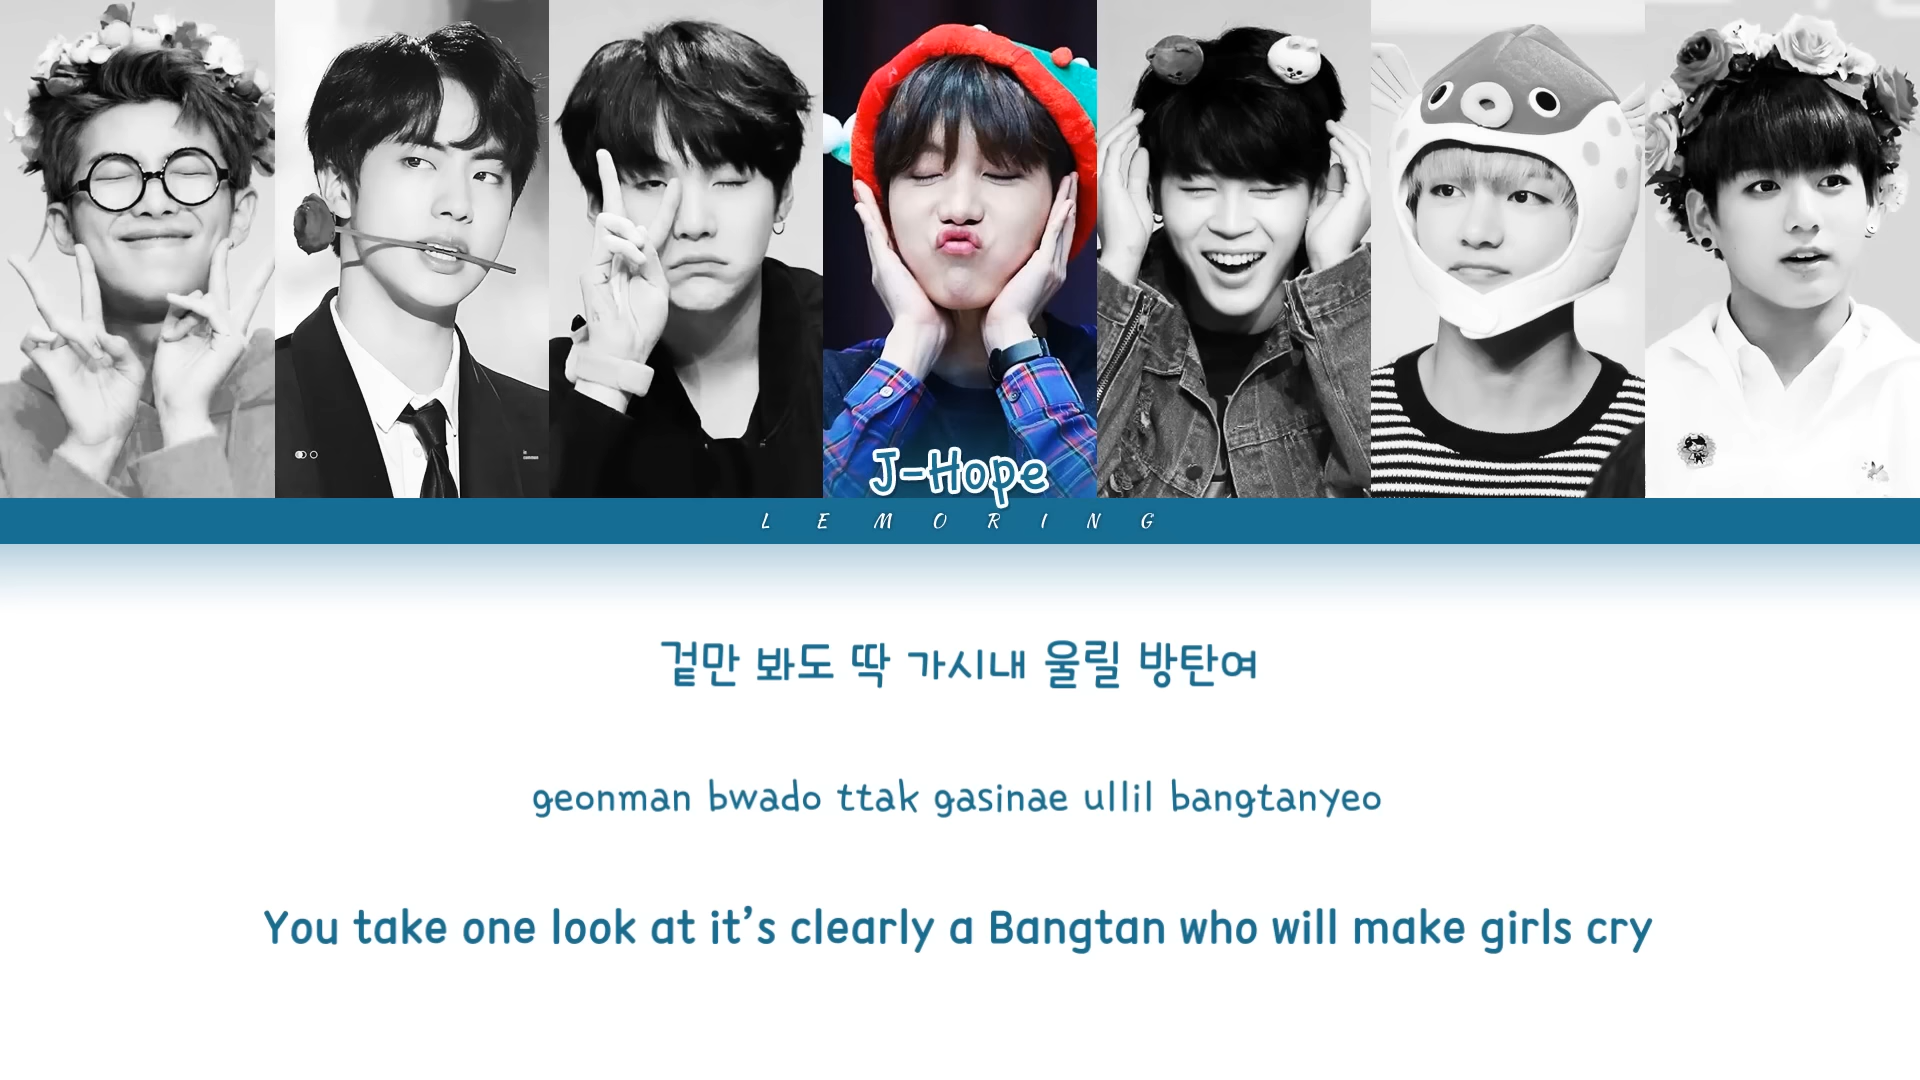 J-Hope
LEMORING
겉만 봐도 딱 가시내 울릴 방탄여
geonman bwado ttak gasinae ullil bangtanyeo
You take one look at it's clearly a Bangtan who will make girls cry